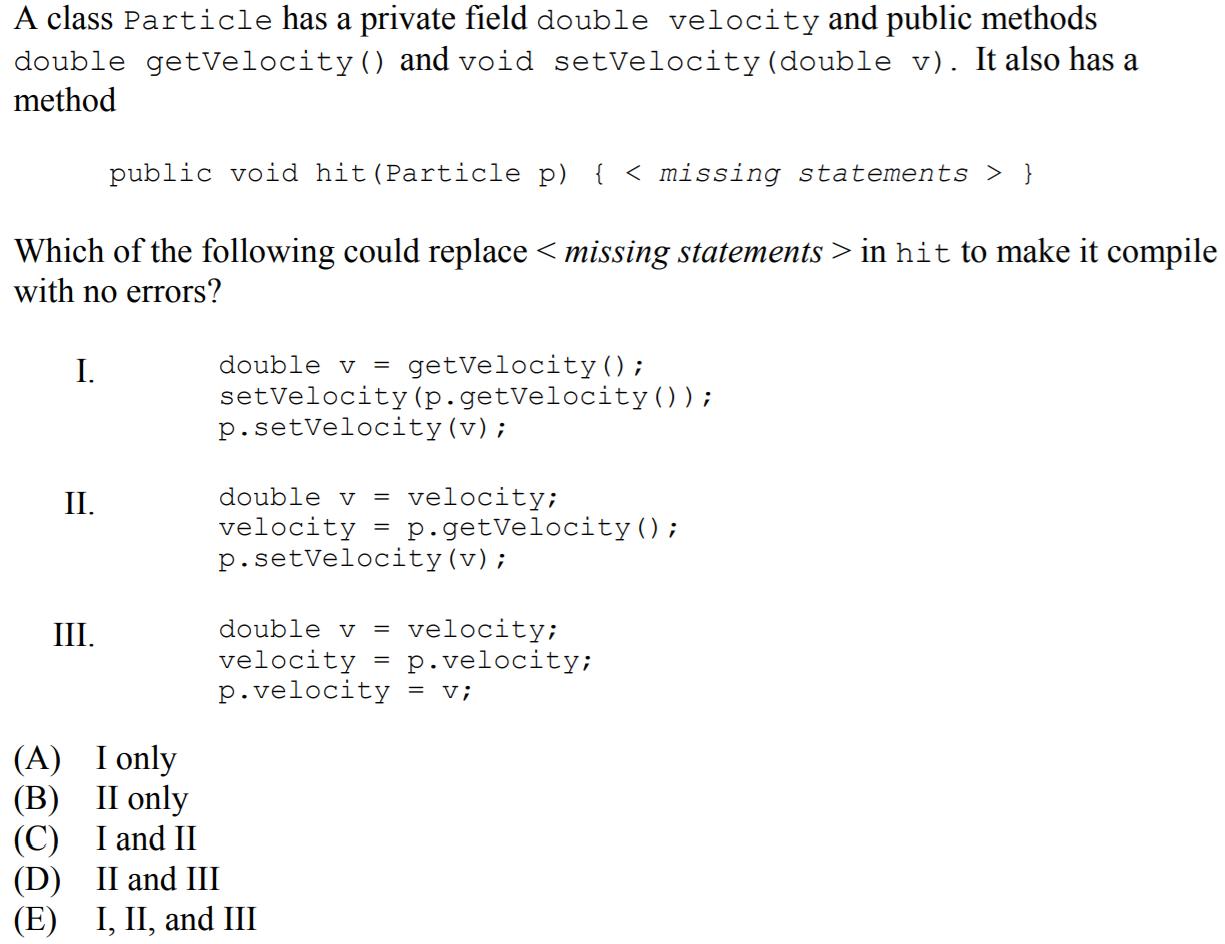 A class Particle has a private field double velocity and public methods
double getVelocity() and void setVelocity(double v). It also has a
method
public void hit(Particle p) { < missing statements > }
Which of the following could replace < missing statements > in hit to make it compile
with no errors?
I. double v = getVelocity();
setVelocity(p.getVelocity());
p.setVelocity(v);
II. double v = velocity;
velocity = p.getVelocity();
p.setVelocity(v);
III. double v = velocity;
velocity = p.velocity;
p.velocity = v;
(A) I only
(B) II only
(C) I and II
(D) II and III
(E) I, II, and III